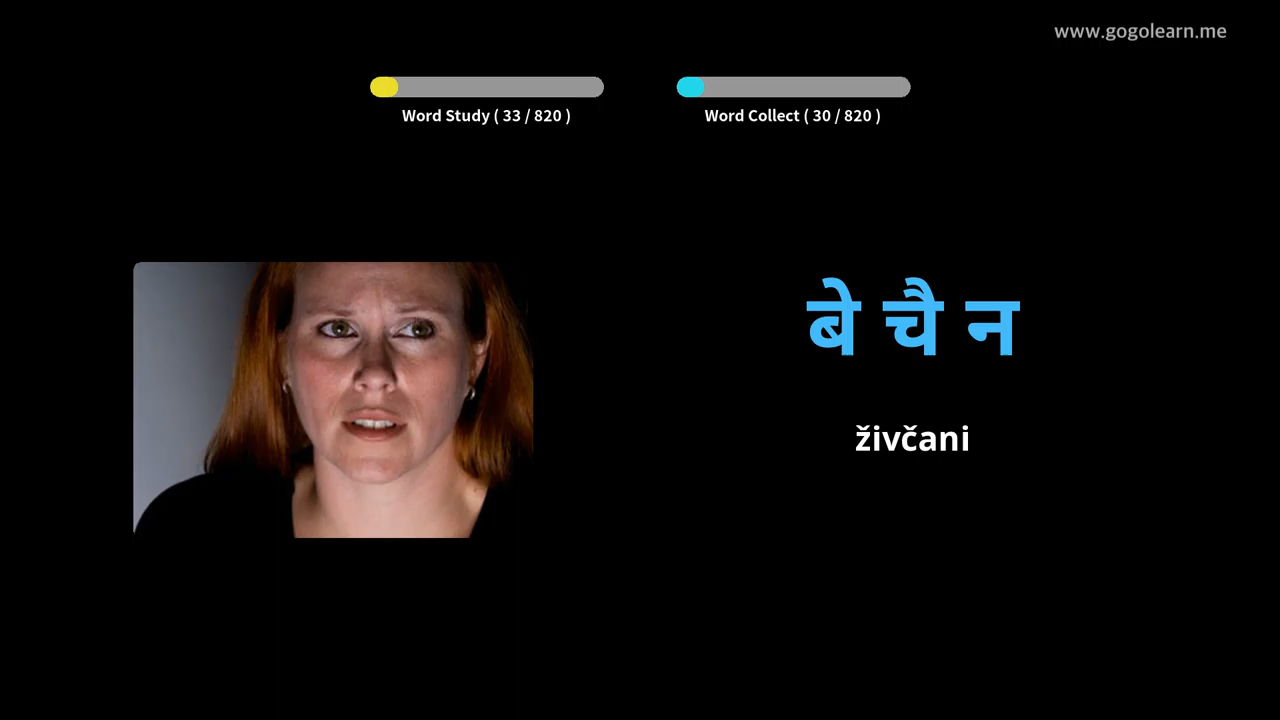 www.gogolearn.me
Word Study ( 33 / 820 )
Word Collect ( 30 / 820 )
बे चै न
živčani